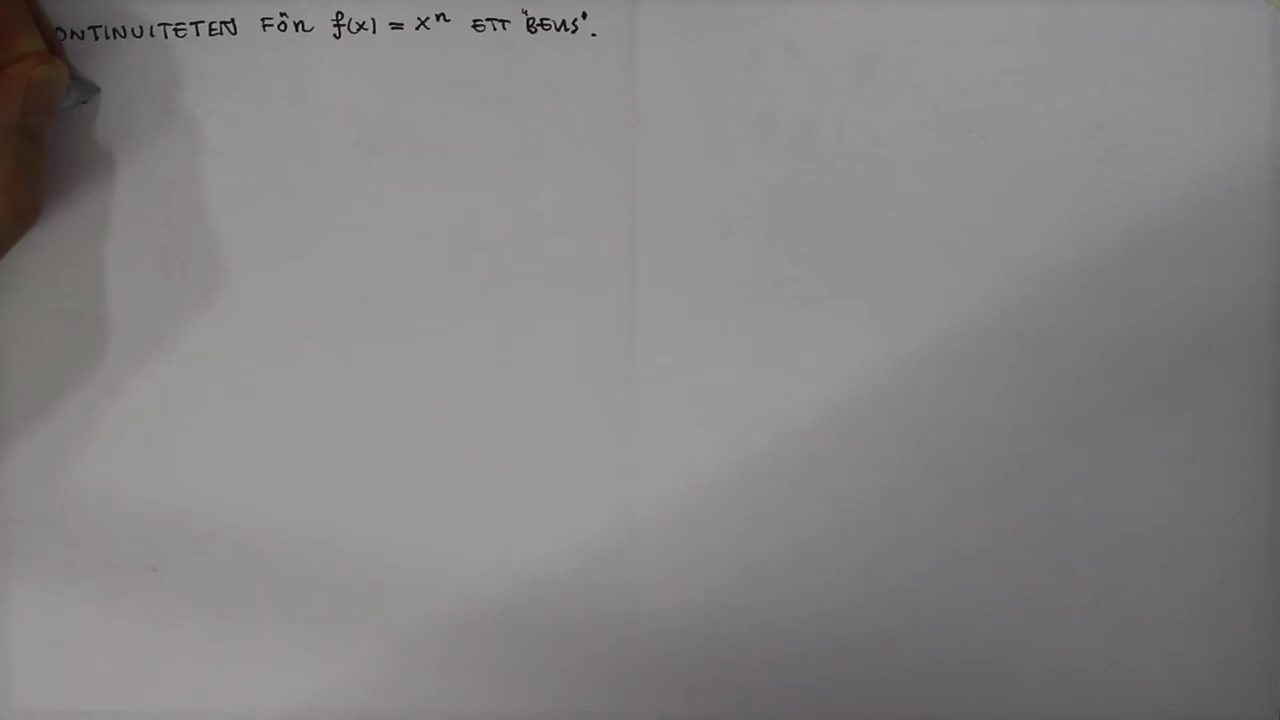 ONTINUITETEN FÖR f(x) = xⁿ ETT "BEVIS".